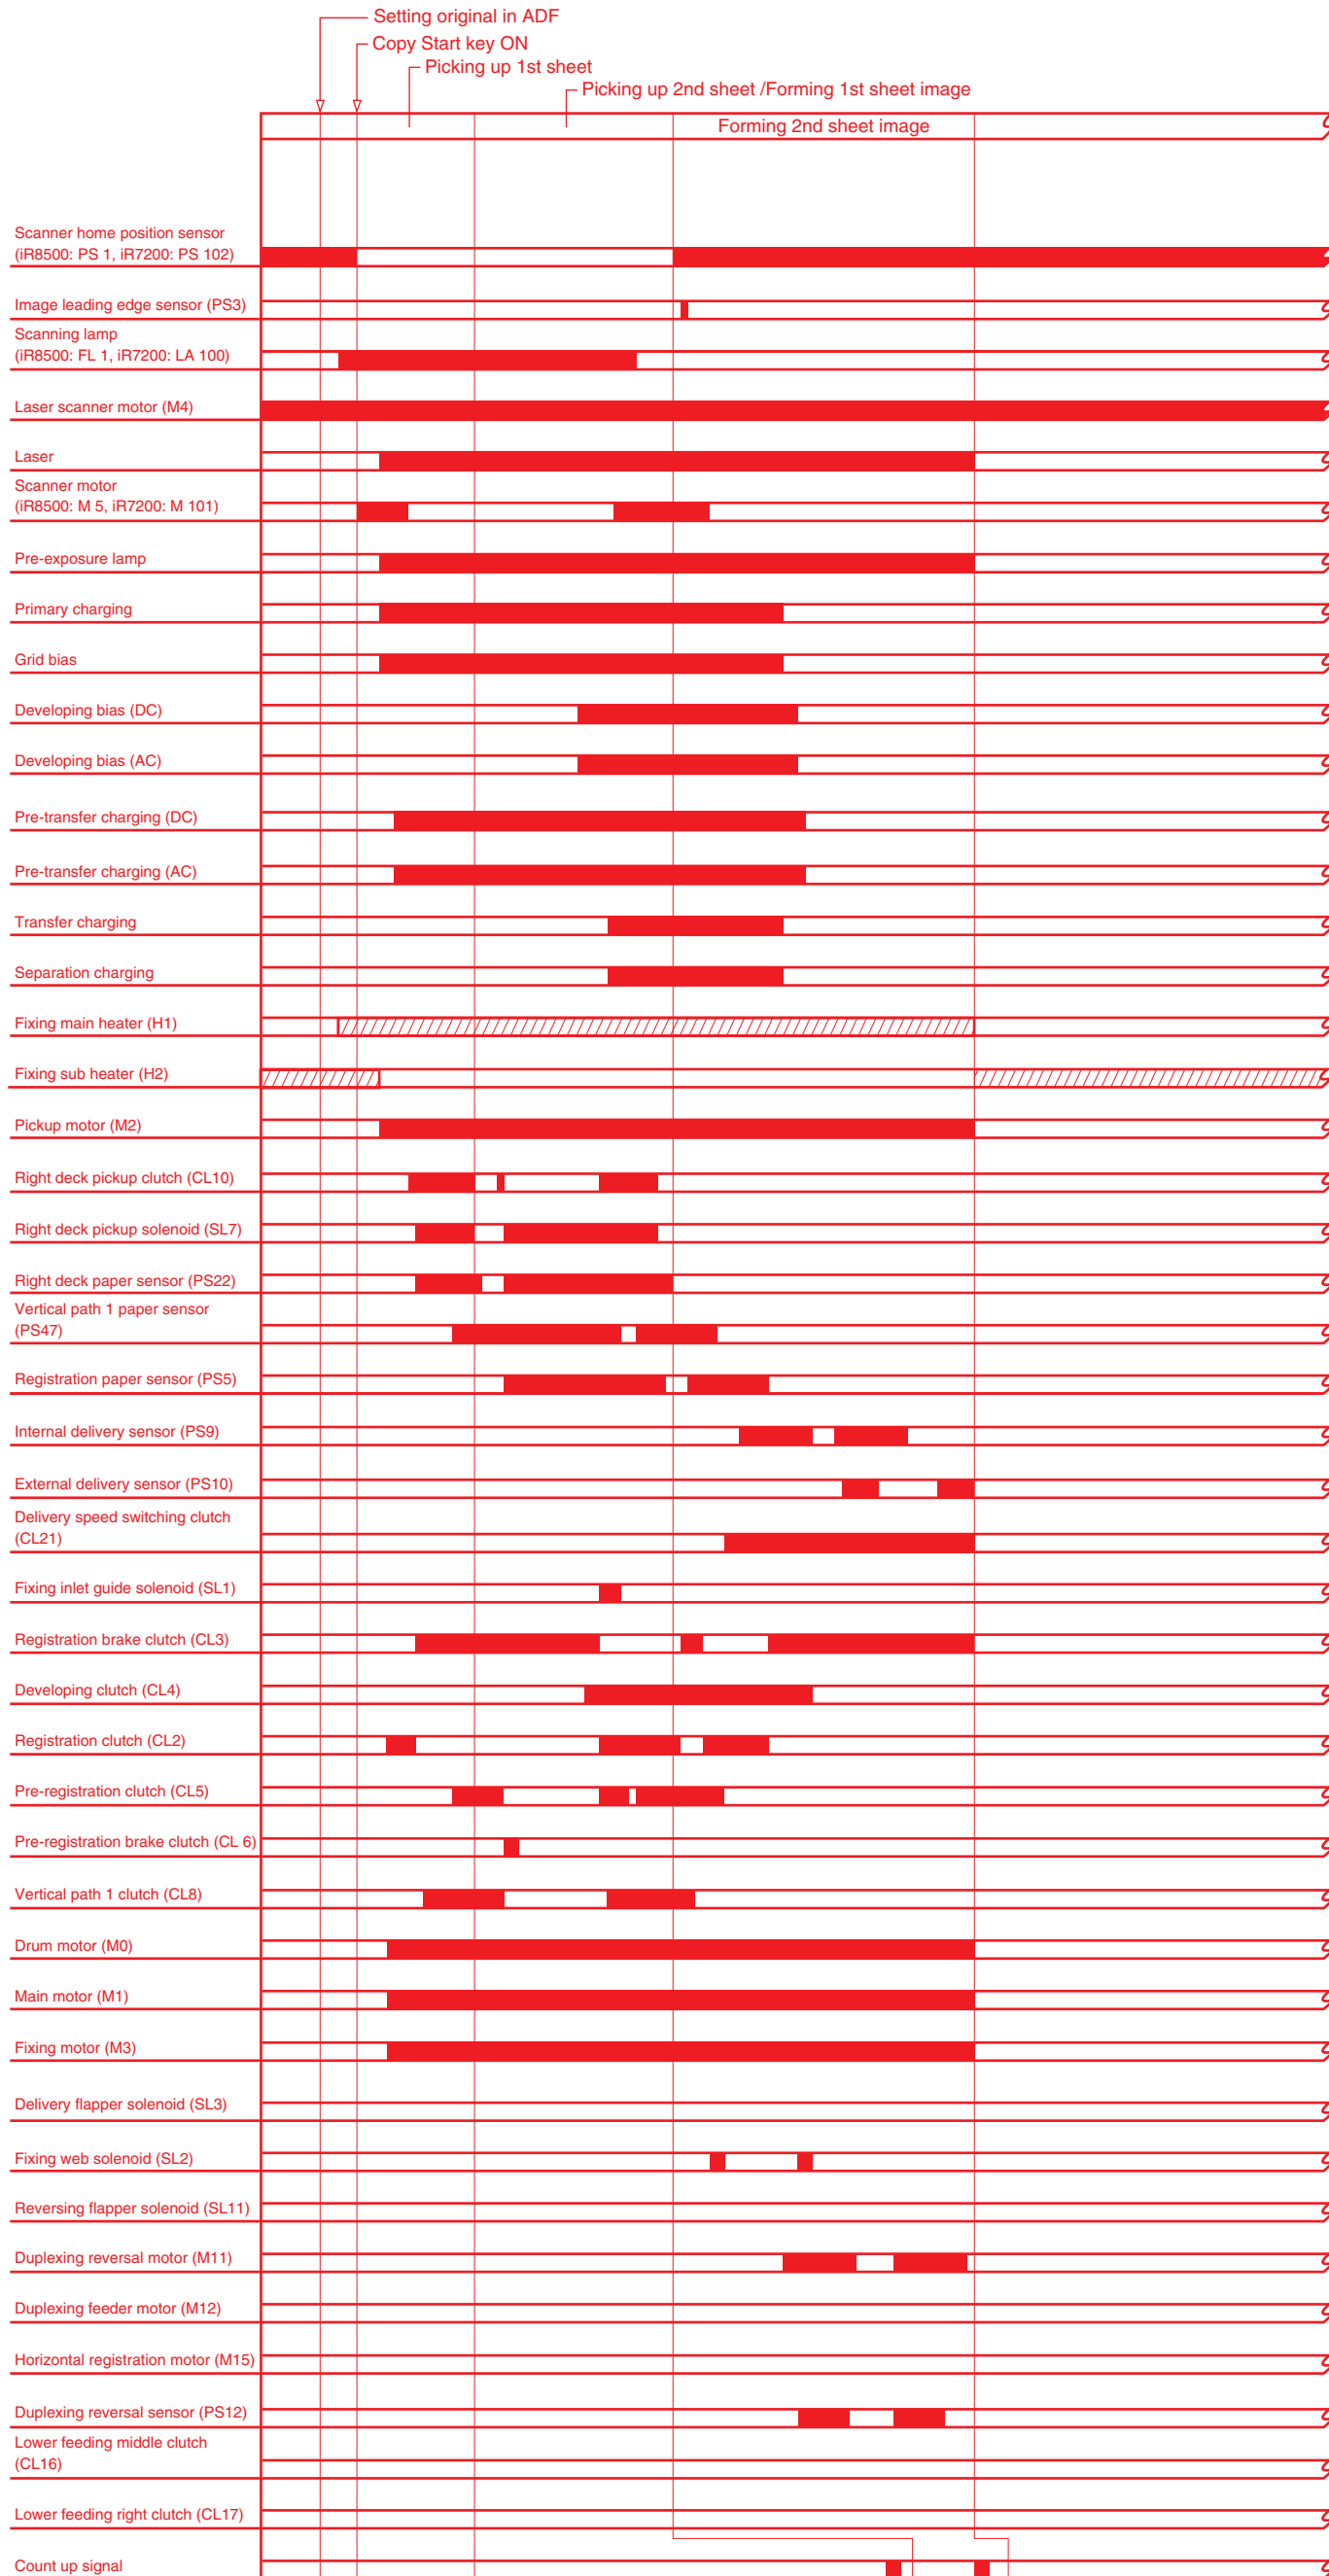 Setting original in ADF
Copy Start key ON
Picking up 1st sheet
Picking up 2nd sheet /Forming 1st sheet image
Forming 2nd sheet image
Scanner home position sensor
(iR8500: PS 1, iR7200: PS 102)
Image leading edge sensor (PS3)
Scanning lamp
(iR8500: FL 1, iR7200: LA 100)
Laser scanner motor (M4)
Laser
Scanner motor
(iR8500: M 5, iR7200: M 101)
Pre-exposure lamp
Primary charging
Grid bias
Developing bias (DC)
Developing bias (AC)
Pre-transfer charging (DC)
Pre-transfer charging (AC)
Transfer charging
Separation charging
Fixing main heater (H1)
Fixing sub heater (H2)
Pickup motor (M2)
Right deck pickup clutch (CL10)
Right deck pickup solenoid (SL7)
Right deck paper sensor (PS22)
Vertical path 1 paper sensor
(PS47)
Registration paper sensor (PS5)
Internal delivery sensor (PS9)
External delivery sensor (PS10)
Delivery speed switching clutch
(CL21)
Fixing inlet guide solenoid (SL1)
Registration brake clutch (CL3)
Developing clutch (CL4)
Registration clutch (CL2)
Pre-registration clutch (CL5)
Pre-registration brake clutch (CL 6)
Vertical path 1 clutch (CL8)
Drum motor (M0)
Main motor (M1)
Fixing motor (M3)
Delivery flapper solenoid (SL3)
Fixing web solenoid (SL2)
Reversing flapper solenoid (SL11)
Duplexing reversal motor (M11)
Duplexing feeder motor (M12)
Horizontal registration motor (M15)
Duplexing reversal sensor (PS12)
Lower feeding middle clutch
(CL16)
Lower feeding right clutch (CL17)
Count up signal